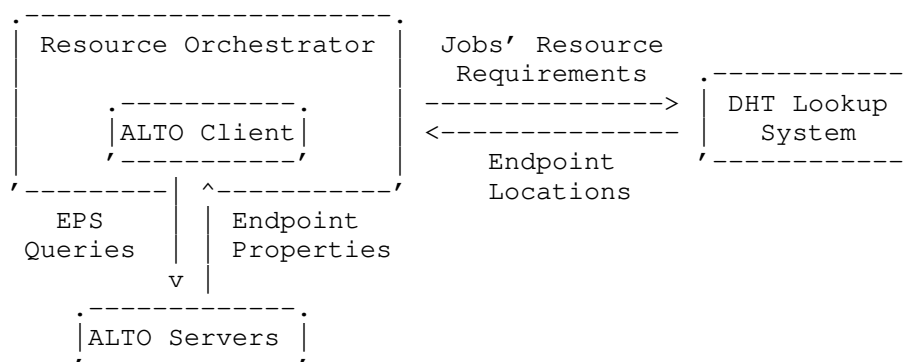 Resource Orchestrator
Jobs' Resource
Requirements
ALTO Client
DHT Lookup
System
Endpoint
Locations
EPS
Queries
Endpoint
Properties
ALTO Servers